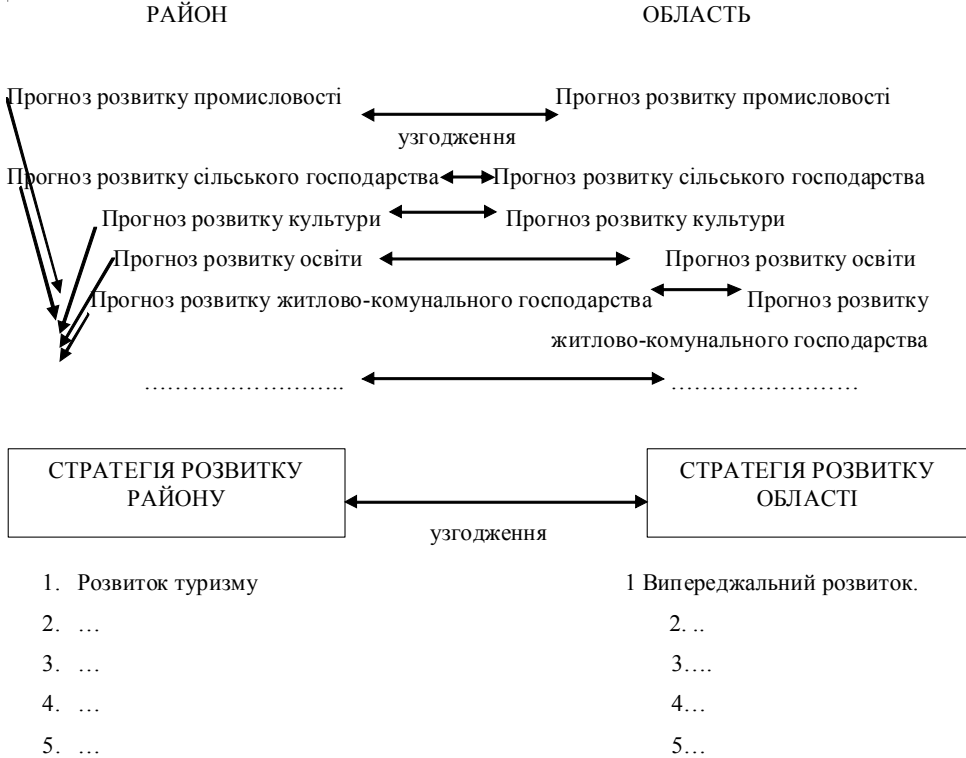 РАЙОН ОБЛАСТЬ
Прогноз розвитку промисловості Прогноз розвитку промисловості
узгодження
Прогноз розвитку сільського господарства Прогноз розвитку сільського господарства
Прогноз розвитку культури Прогноз розвитку культури
Прогноз розвитку освіти Прогноз розвитку освіти
Прогноз розвитку житлово-комунального господарства Прогноз розвитку
житлово-комунального господарства
…………………….. ……………………
СТРАТЕГІЯ РОЗВИТКУ СТРАТЕГІЯ РОЗВИТКУ
РАЙОНУ ОБЛАСТІ
узгодження
1. Розвиток туризму 1 Випереджальний розвиток.
2. … 2. ..
3. … 3….
4. … 4…
5. … 5…